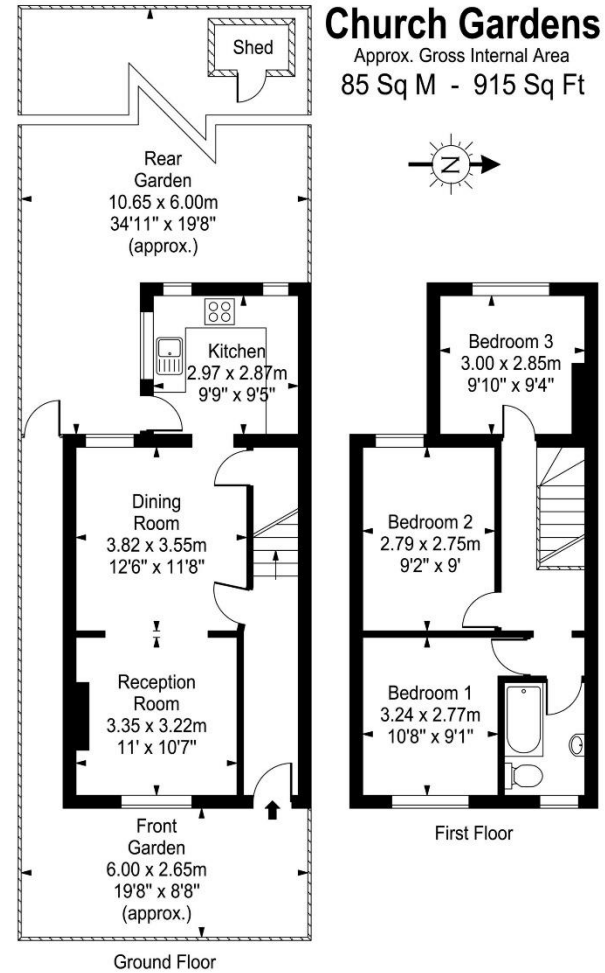 Church Gardens
Approx. Gross Internal Area
85 Sq M - 915 Sq Ft
N
Shed
Rear
Garden
10.65 x 6.00m
34'11" x 19'8"
(approx.)
Kitchen
2.97 x 2.87m
9'9" x 9'5"
Dining
Room
3.82 x 3.55m
12'6" x 11'8"
Reception
Room
3.35 x 3.22m
11' x 10'7"
Front
Garden
6.00 x 2.65m
19'8" x 8'8"
(approx.)
Ground Floor
Bedroom 3
3.00 x 2.85m
9'10" x 9'4"
Bedroom 2
2.79 x 2.75m
9'2" x 9'
Bedroom 1
3.24 x 2.77m
10'8" x 9'1"
First Floor